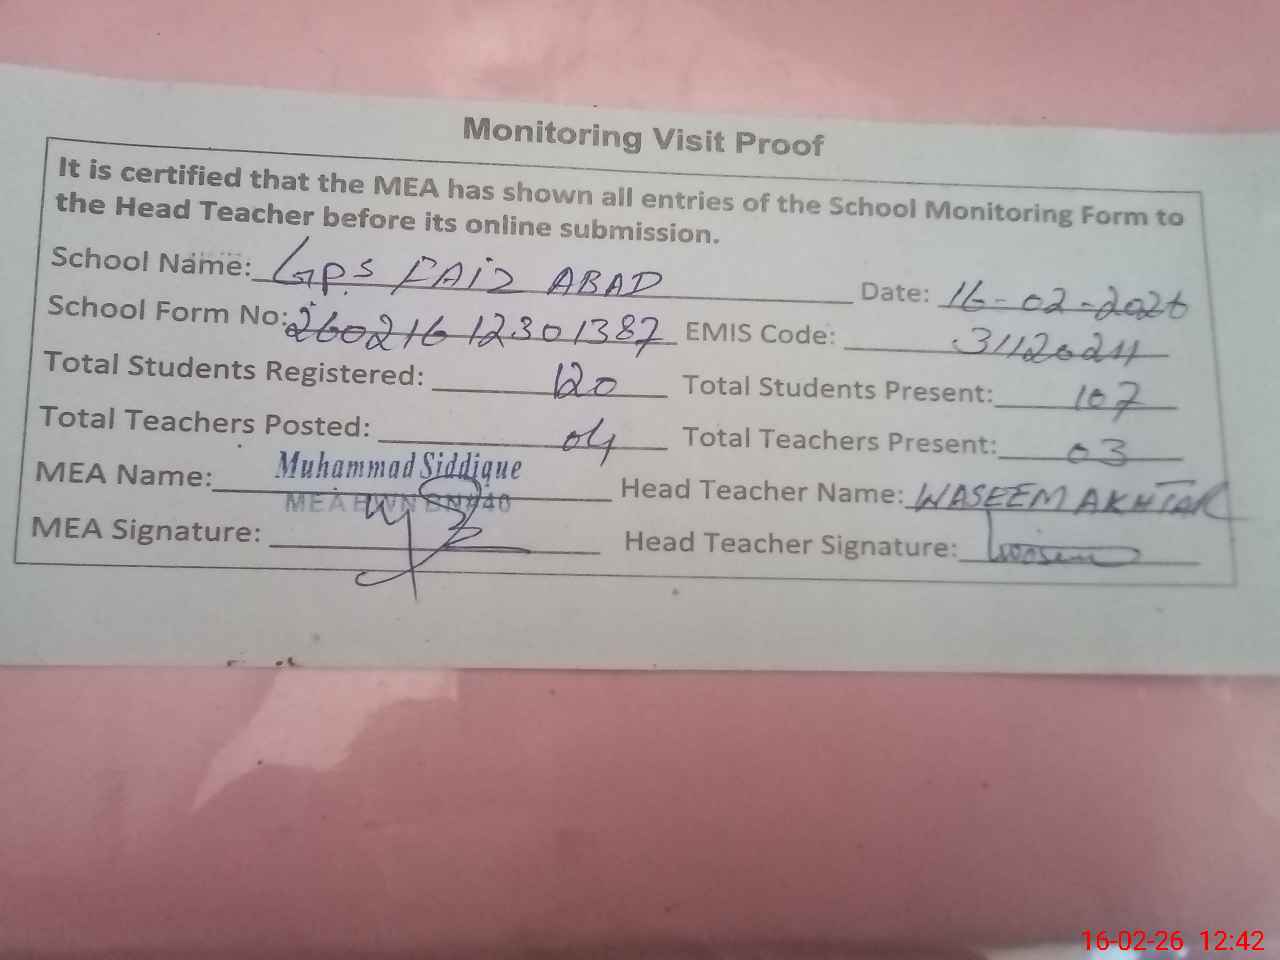 Monitoring Visit Proof
It is certified that the MEA has shown all entries of the School Monitoring Form to
the Head Teacher before its online submission.
School Name: GPS FAIZ ABAD Date: 16-02-2026
School Form No: 26021612301387 EMIS Code:
Total Students Registered: 120 Total Students Present: 107
Total Teachers Posted: 04 Total Teachers Present: 03
MEA Name: Muhammad Siddique Head Teacher Name: WASEEM AKHTAR
MEA BWN
MEA Signature: Head Teacher Signature: Waseem
16-02-26 12:42